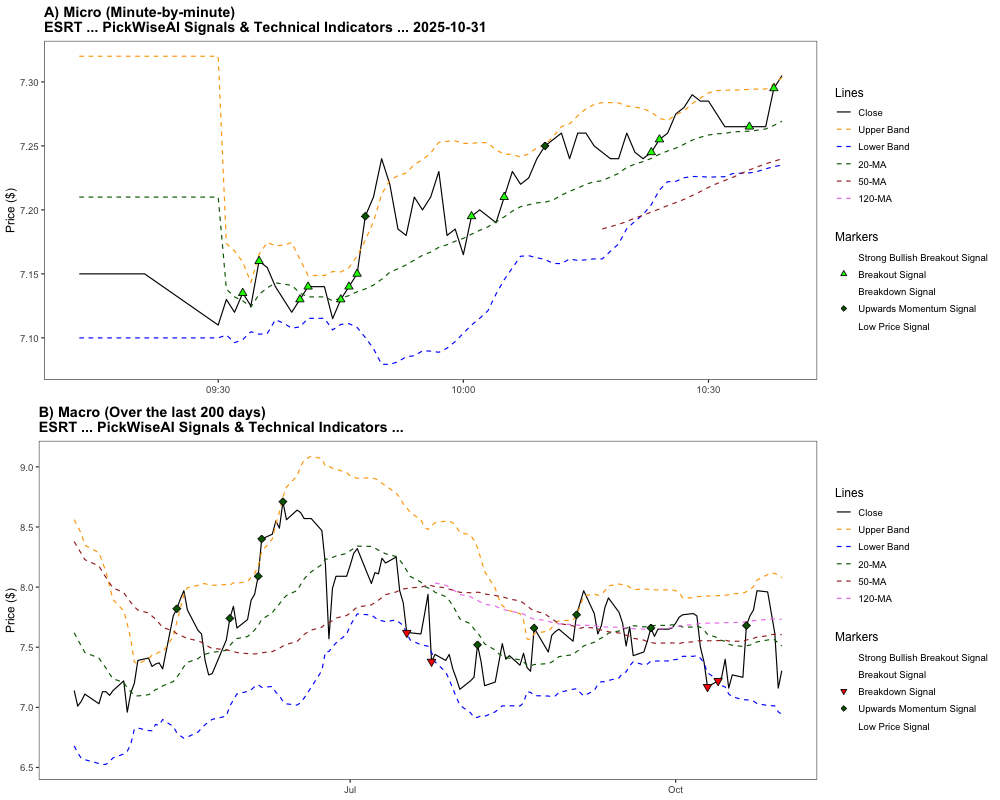 A) Micro (Minute-by-minute)
ESRT ... PickWiseAI Signals & Technical Indicators ... 2025-10-31
Price ($)
7.30
7.25
7.20
7.15
7.10
09:30
10:00
10:30
Lines
Close
Upper Band
Lower Band
20-MA
50-MA
120-MA
Markers
Strong Bullish Breakout Signal
Breakout Signal
Breakdown Signal
Upwards Momentum Signal
Low Price Signal
B) Macro (Over the last 200 days)
ESRT ... PickWiseAI Signals & Technical Indicators ...
Price ($)
9.0
8.5
8.0
7.5
7.0
6.5
Jul
Oct
Lines
Close
Upper Band
Lower Band
20-MA
50-MA
120-MA
Markers
Strong Bullish Breakout Signal
Breakout Signal
Breakdown Signal
Upwards Momentum Signal
Low Price Signal